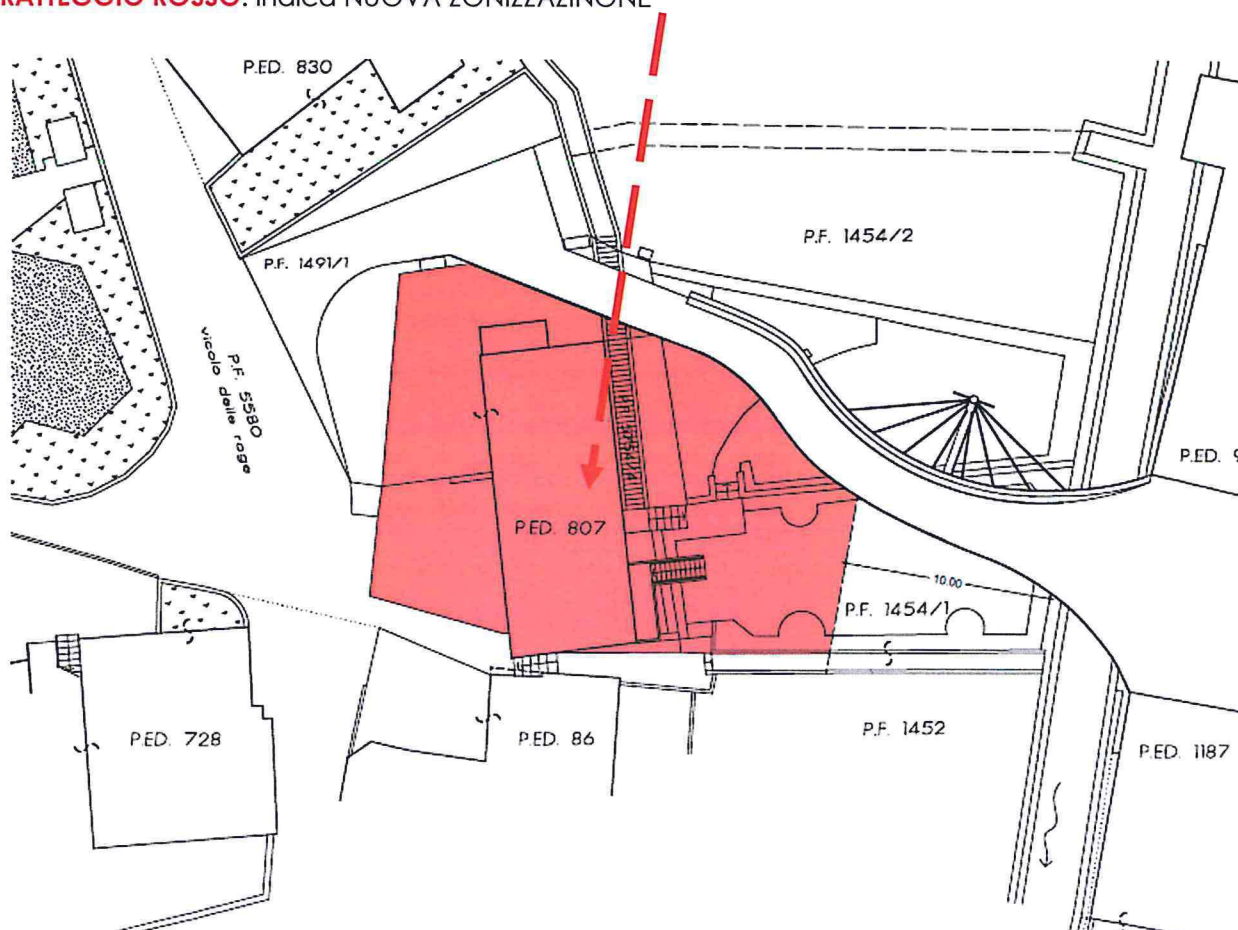 RATTEGGIO ROSSO: indica NUOVA ZONIZZAZINONE
P.ED. 830
P.F. 1454/2
P.F. 1491/1
P.F. 5580
vicolo delle roge
P.ED. 9
P.ED. 807
10.00
P.F. 1454/1
P.F. 1452
P.ED. 728
P.ED. 86
P.ED. 1187